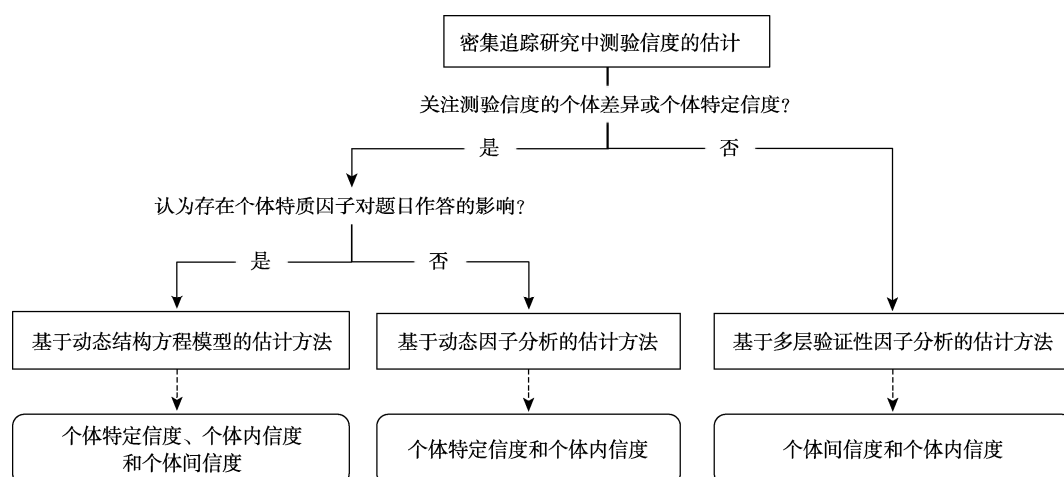 密集追踪研究中测验信度的估计
关注测验信度的个体差异或个体特定信度?
是
否
认为存在个体特质因子对题日作答的影响?
是
否
基于动态结构方程模型的估计方法
基于动态因子分析的估计方法
基于多层验证性因子分析的估计方法
个体特定信度、个体内信度
和个体间信度
个体特定信度和个体内信度
个体间信度和个体内信度